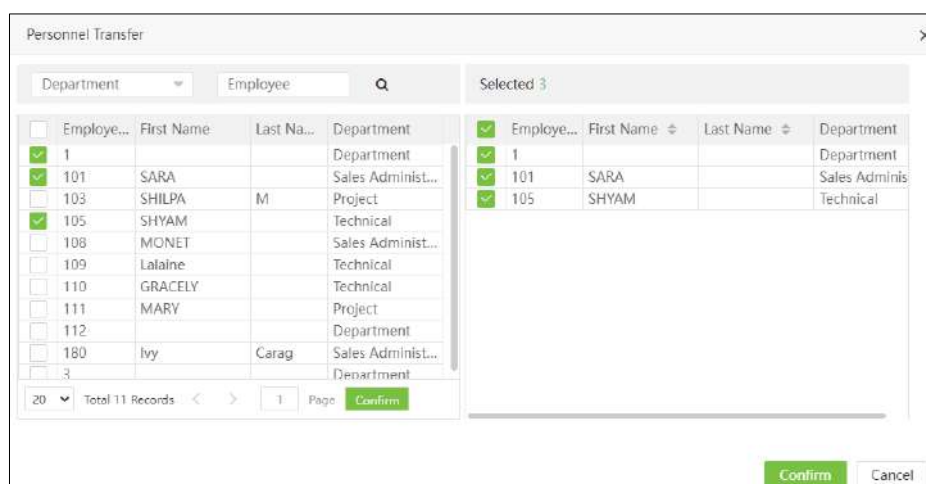 Personnel Transfer
Department Employee Selected 3
Employe... First Name Last Na... Department Employe... First Name Last Name Department
1 Department 1 Department
101 SARA Sales Administ... 101 SARA Sales Adminis
103 SHILPA M Project 105 SHYAM Technical
105 SHYAM Technical
108 MONET Sales Administ...
109 Lalaine Technical
110 GRACELY Technical
111 MARY Project
112 Department
180 Ivy Carag Sales Administ...
3 Department
20 Total 11 Records < > 1 Page Confirm
Confirm Cancel